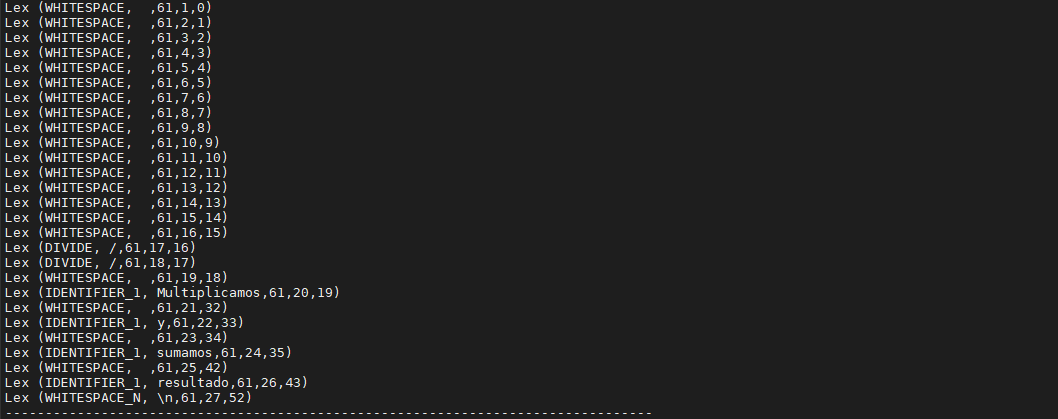 Lex (WHITESPACE,  ,61,1,0)
Lex (WHITESPACE,  ,61,2,1)
Lex (WHITESPACE,  ,61,3,2)
Lex (WHITESPACE,  ,61,4,3)
Lex (WHITESPACE,  ,61,5,4)
Lex (WHITESPACE,  ,61,6,5)
Lex (WHITESPACE,  ,61,7,6)
Lex (WHITESPACE,  ,61,8,7)
Lex (WHITESPACE,  ,61,9,8)
Lex (WHITESPACE,  ,61,10,9)
Lex (WHITESPACE,  ,61,11,10)
Lex (WHITESPACE,  ,61,12,11)
Lex (WHITESPACE,  ,61,13,12)
Lex (WHITESPACE,  ,61,14,13)
Lex (WHITESPACE,  ,61,15,14)
Lex (WHITESPACE,  ,61,16,15)
Lex (DIVIDE, /,61,17,16)
Lex (DIVIDE, /,61,18,17)
Lex (WHITESPACE,  ,61,19,18)
Lex (IDENTIFIER_1, Multiplicamos,61,20,19)
Lex (WHITESPACE,  ,61,21,32)
Lex (IDENTIFIER_1, y,61,22,33)
Lex (WHITESPACE,  ,61,23,34)
Lex (IDENTIFIER_1, sumamos,61,24,35)
Lex (WHITESPACE,  ,61,25,42)
Lex (IDENTIFIER_1, resultado,61,26,43)
Lex (WHITESPACE_N, \n,61,27,52)
--------------------------------------------------------------------------------